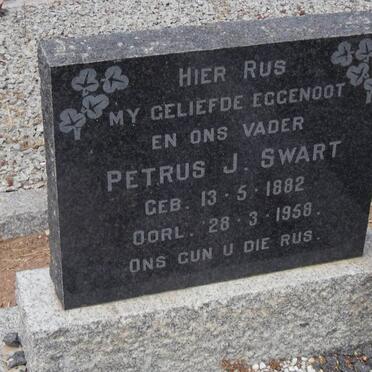 HIER RUS
MY GELIEFDE EGGENOOT
EN ONS VADER
PETRUS J. SWART
GEB. 13·5·1882
OORL. 28·3·1958.
ONS GUN U DIE RUS.